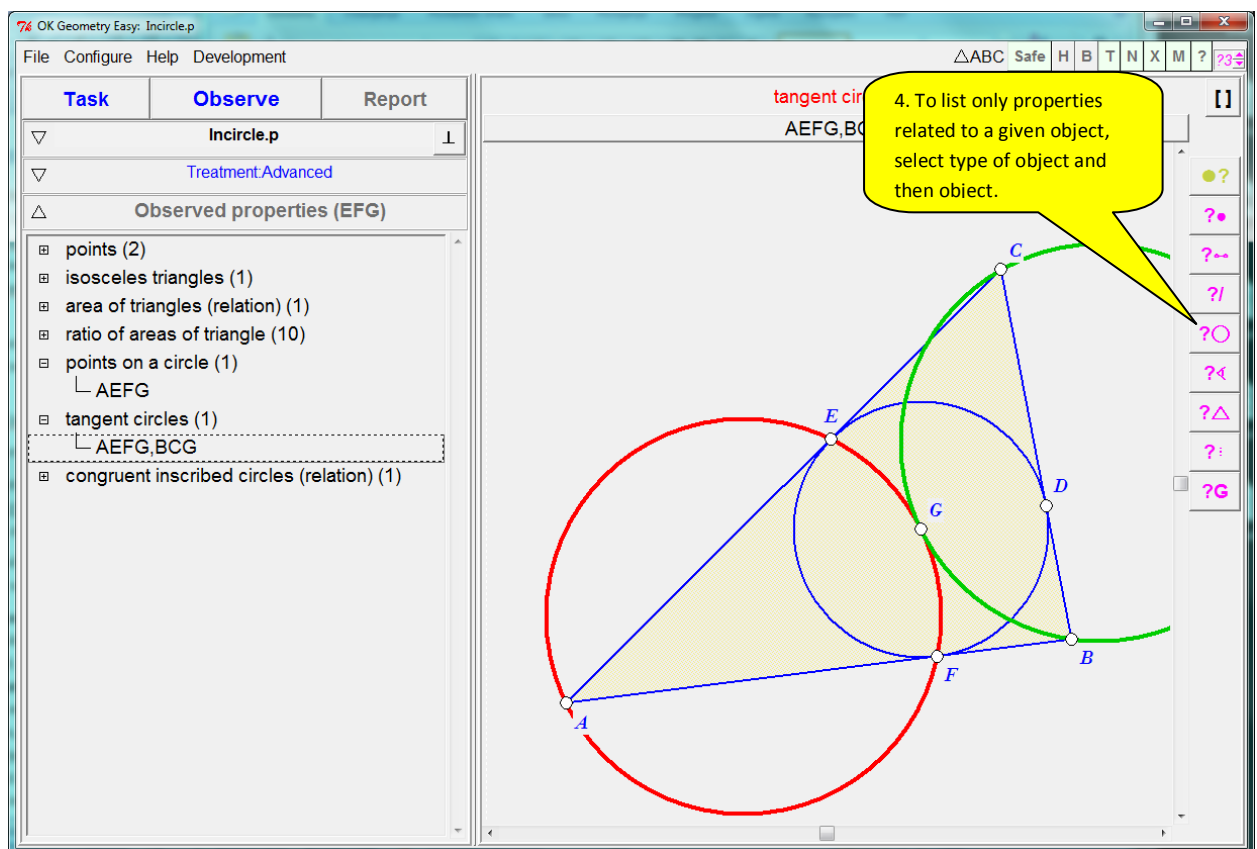 OK Geometry Easy: Incircle.p
File Configure Help Development
△ABC Safe H B T N X M ? ?3
Task Observe Report
Incircle.p
Treatment:Advanced
Observed properties (EFG)
points (2)
isosceles triangles (1)
area of triangles (relation) (1)
ratio of areas of triangle (10)
points on a circle (1)
AEFG
tangent circles (1)
AEFG,BCG
congruent inscribed circles (relation) (1)
tangent
[ ]
4. To list only properties
related to a given object,
select type of object and
then object.
?
?
?
?/
?
?
?
?
?G
C
E
D
G
B
F
A